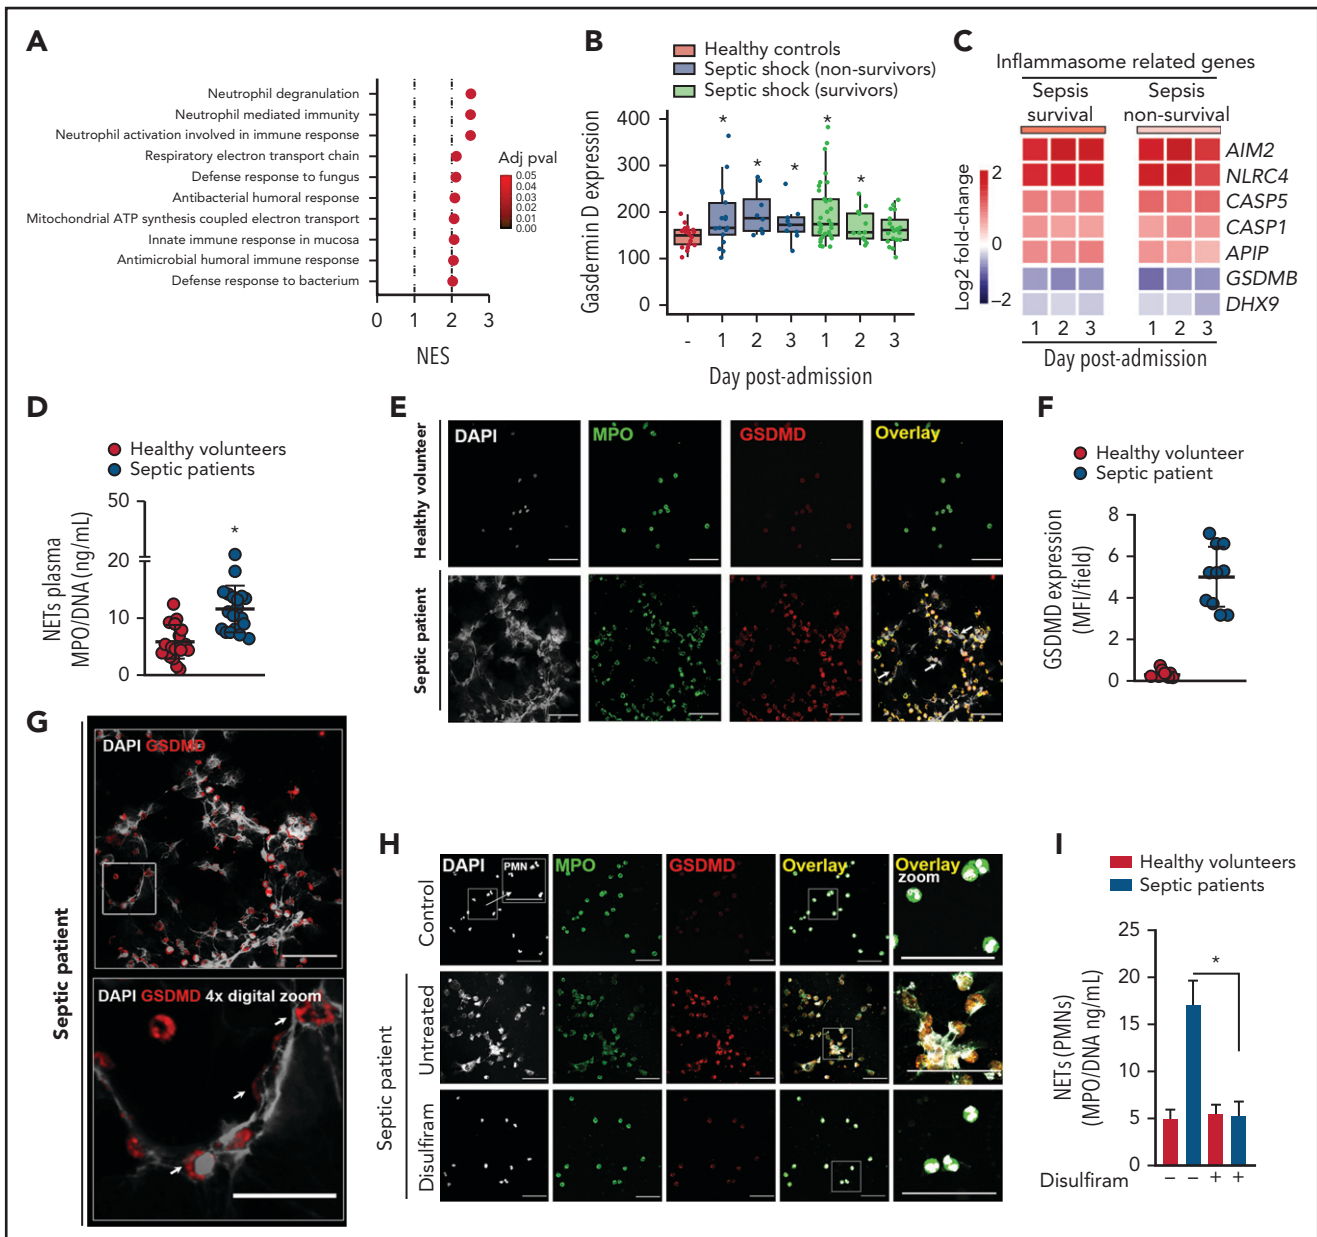 A
Neutrophil degranulation
Neutrophil mediated immunity
Neutrophil activation involved in immune response
Respiratory electron transport chain
Defense response to fungus
Antibacterial humoral response
Mitochondrial ATP synthesis coupled electron transport
Innate immune response in mucosa
Antimicrobial humoral immune response
Defense response to bacterium
0 1 2 3
NES
Adj pval
0.05
0.04
0.03
0.02
0.01
0.00
B
Healthy controls
Septic shock (non-survivors)
Septic shock (survivors)
Gasdermin D expression
400
300
200
100
0
* * * * *
- 1 2 3 1 2 3
Day post-admission
C
Inflammasome related genes
Sepsis survival
Sepsis non-survival
Log2 fold-change
2
0
−2
AIM2
NLRC4
CASP5
CASP1
APIP
GSDMB
DHX9
1 2 3 1 2 3
Day post-admission
D
Healthy volunteers
Septic patients
NETs plasma
MPO/DNA (ng/mL)
50
20
10
0
*
E
DAPI MPO GSDMD Overlay
Healthy volunteer
Septic patient
F
Healthy volunteer
Septic patient
GSDMD expression
(MFI/field)
8
6
4
2
0
G
Septic patient
DAPI GSDMD
DAPI GSDMD 4x digital zoom
H
DAPI PMN MPO GSDMD Overlay Overlay
zoom
Control
Septic patient
Untreated
Disulfiram
I
Healthy volunteers
Septic patients
NETs (PMNs)
(MPO/DNA ng/mL)
25
20
15
10
5
0
*
Disulfiram − − + +